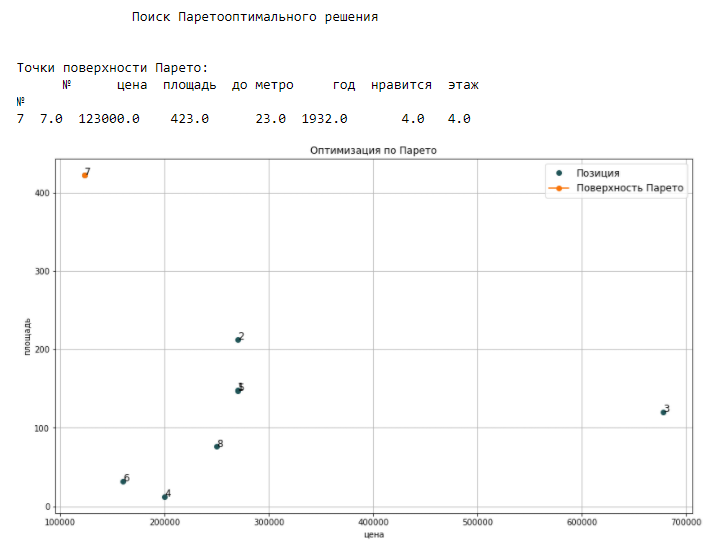 Поиск Паретооптимального решения
Точки поверхности Парето:
№ цена площадь до метро год нравится этаж
№
7 7.0 123000.0 423.0 23.0 1932.0 4.0 4.0
Оптимизация по Парето
Позиция
Поверхность Парето
площадь
400
300
200
100
0
7
2
5
3
8
6
4
100000 200000 300000 400000 500000 600000 700000
цена